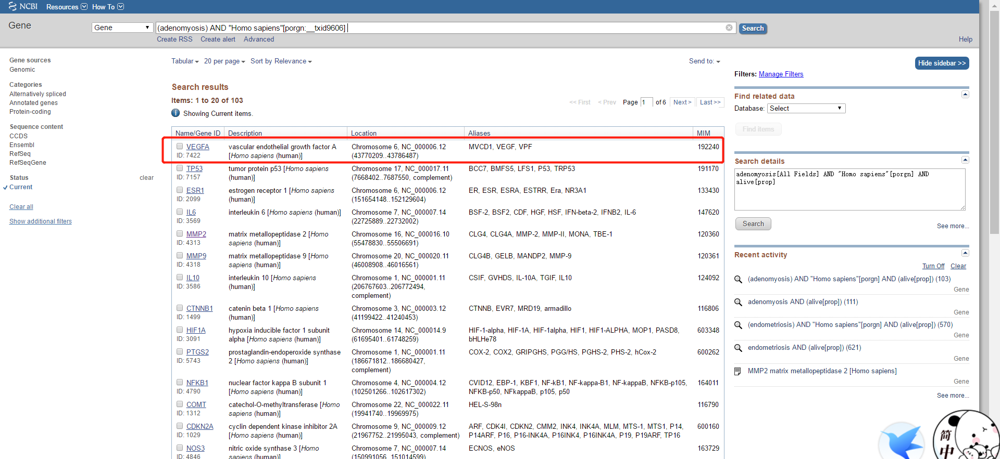 NCBI Resources How To
Gene
Gene
(adenomyosis) AND "Homo sapiens"[porgn:__txid9606]
Search
Create RSS Create alert Advanced
Help
Gene sources
Genomic
Categories
Alternatively spliced
Annotated genes
Protein-coding
Sequence content
CCDS
Ensembl
RefSeq
RefSeqGene
Status clear
Current
Clear all
Show additional filters
Tabular 20 per page Sort by Relevance Send to:
Search results
Items: 1 to 20 of 103
<< First < Prev Page 1 of 6 Next > Last >>
Showing Current items.
Name/Gene ID Description Location Aliases MIM
VEGFA vascular endothelial growth factor A Chromosome 6, NC_000006.12 MVCD1, VEGF, VPF 192240
ID: 7422 [Homo sapiens (human)] (43770209..43786487)
TP53 tumor protein p53 [Homo sapiens Chromosome 17, NC_000017.11 BCC7, BMFS5, LFS1, P53, TRP53 191170
ID: 7157 (human)] (7668402..7687550, complement)
ESR1 estrogen receptor 1 [Homo sapiens Chromosome 6, NC_000006.12 ER, ESR, ESRA, ESTRR, Era, NR3A1 133430
ID: 2099 (human)] (151654148..152129604)
IL6 interleukin 6 [Homo sapiens (human)] Chromosome 7, NC_000007.14 BSF-2, BSF2, CDF, HGF, HSF, IFN-beta-2, IFNB2, IL-6 147620
ID: 3569 (22725889..22732002)
MMP2 matrix metallopeptidase 2 [Homo Chromosome 16, NC_000016.10 CLG4, CLG4A, MMP-2, MMP-II, MONA, TBE-1 120360
ID: 4313 sapiens (human)] (55478830..55506691)
MMP9 matrix metallopeptidase 9 [Homo Chromosome 20, NC_000020.11 CLG4B, GELB, MANDP2, MMP-9 120361
ID: 4318 sapiens (human)] (46008908..46016561)
IL10 interleukin 10 [Homo sapiens Chromosome 1, NC_000001.11 CSIF, GVHDS, IL-10A, TGIF, IL10 124092
ID: 3586 (human)] (206767603..206772494,
complement)
CTNNB1 catenin beta 1 [Homo sapiens Chromosome 3, NC_000003.12 CTNNB, EVR7, MRD19, armadillo 116806
ID: 1499 (human)] (41199422..41240453)
HIF1A hypoxia inducible factor 1 subunit Chromosome 14, NC_000014.9 HIF-1-alpha, HIF-1A, HIF-1alpha, HIF1, HIF1-ALPHA, MOP1, PASD8, 603348
ID: 3091 alpha [Homo sapiens (human)] (61695401..61748259) bHLHe78
PTGS2 prostaglandin-endoperoxide synthase Chromosome 1, NC_000001.11 COX-2, COX2, GRIPGHS, PGG/HS, PGHS-2, PHS-2, hCox-2 600262
ID: 5743 2 [Homo sapiens (human)] (186671812..186680427,
complement)
NFKB1 nuclear factor kappa B subunit 1 Chromosome 4, NC_000004.12 CVID12, EBP-1, KBF1, NF-kB1, NF-kappa-B1, NF-kappaB, NFKB-p105, 164011
ID: 4790 [Homo sapiens (human)] (102501266..102617302) NFKB-p50, NFkappaB, p105, p50
COMT catechol-O-methyltransferase [Homo Chromosome 22, NC_000022.11 HEL-S-98n 116790
ID: 1312 sapiens (human)] (19941740..19969975)
CDKN2A cyclin dependent kinase inhibitor 2A Chromosome 9, NC_000009.12 ARF, CDK4I, CDKN2, CMM2, INK4, INK4A, MLM, MTS-1, MTS1, P14, 600160
ID: 1029 [Homo sapiens (human)] (21967752..21995043, complement) P14ARF, P16, P16-INK4A, P16INK4, P16INK4A, P19, P19ARF, TP16
NOS3 nitric oxide synthase 3 [Homo Chromosome 7, NC_000007.14 ECNOS, eNOS 163729
ID: 4846 sapiens (human)] (150991056..151014599)
Hide sidebar >>
Filters: Manage Filters
Find related data
Database: Select
Find items
Search details
adenomyosis[All Fields] AND "Homo sapiens"[porgn] AND
alive[prop]
Search
See more...
Recent activity
Turn Off Clear
(adenomyosis) AND "Homo sapiens"[porgn] AND (alive[prop]) (103)
Gene
adenomyosis AND (alive[prop]) (111)
Gene
(endometriosis) AND "Homo sapiens"[porgn] AND (alive[prop]) (570)
Gene
endometriosis AND (alive[prop]) (621)
Gene
MMP2 matrix metallopeptidase 2 [Homo sapiens]
Gene
See more...
简
中